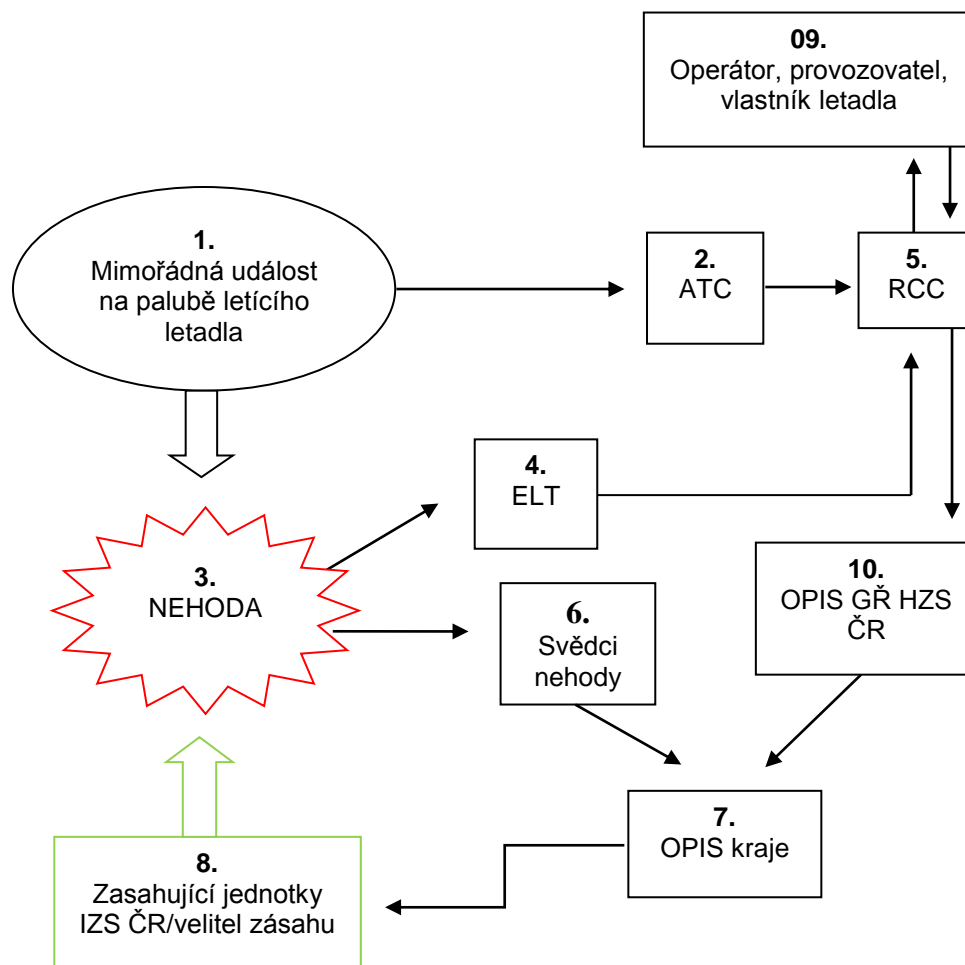 09.
Operátor, provozovatel,
vlastník letadla
1.
Mimořádná událost
na palubě letícího
letadla
2.
ATC
5.
RCC
4.
ELT
3.
NEHODA
6.
Svědci
nehody
10.
OPIS GŘ HZS
ČR
7.
OPIS kraje
8.
Zasahující jednotky
IZS ČR/velitel zásahu